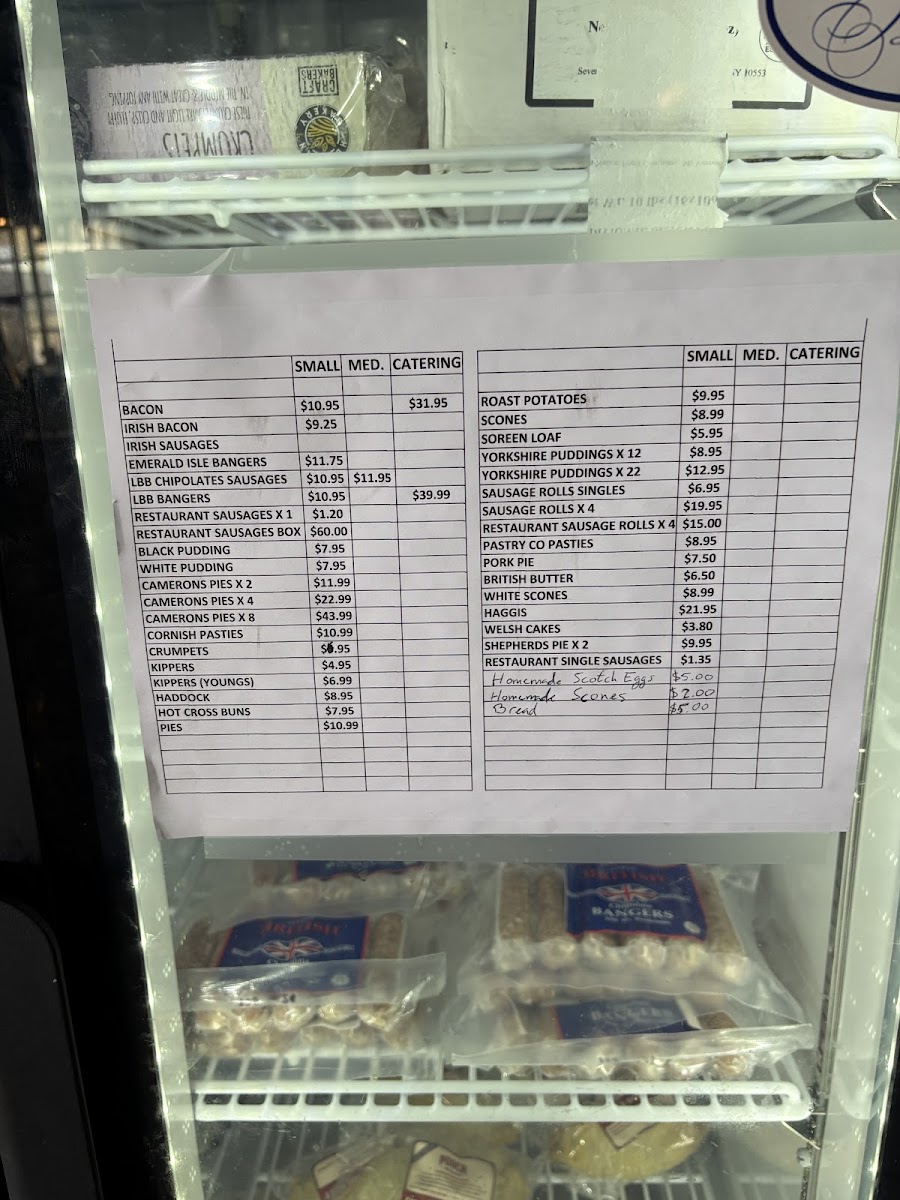 10553
CRAFT BAKERS
CRUMPETS
SMALL MED. CATERING
BACON $10.95 $31.95
IRISH BACON $9.25
IRISH SAUSAGES
EMERALD ISLE BANGERS $11.75
LBB CHIPOLATES SAUSAGES $10.95 $11.95
LBB BANGERS $10.95 $39.99
RESTAURANT SAUSAGES X 1 $1.20
RESTAURANT SAUSAGES BOX $60.00
BLACK PUDDING $7.95
WHITE PUDDING $7.95
CAMERONS PIES X 2 $11.99
CAMERONS PIES X 4 $22.99
CAMERONS PIES X 8 $43.99
CORNISH PASTIES $10.99
CRUMPETS $6.95
KIPPERS $4.95
KIPPERS (YOUNGS) $6.99
HADDOCK $8.95
HOT CROSS BUNS $7.95
PIES $10.99
SMALL MED. CATERING
ROAST POTATOES $9.95
SCONES $8.99
SOREEN LOAF $5.95
YORKSHIRE PUDDINGS X 12 $8.95
YORKSHIRE PUDDINGS X 22 $12.95
SAUSAGE ROLLS SINGLES $6.95
SAUSAGE ROLLS X 4 $19.95
RESTAURANT SAUSAGE ROLLS X 4 $15.00
PASTRY CO PASTIES $8.95
PORK PIE $7.50
BRITISH BUTTER $6.50
WHITE SCONES $8.99
HAGGIS $21.95
WELSH CAKES $3.80
SHEPHERDS PIE X 2 $9.95
RESTAURANT SINGLE SAUSAGES $1.35
Homemade Scotch Eggs $5.00
Homemade Scones $2.00
Bread $5.00
BRITISH
BRITISH
BANGERS
BANGERS